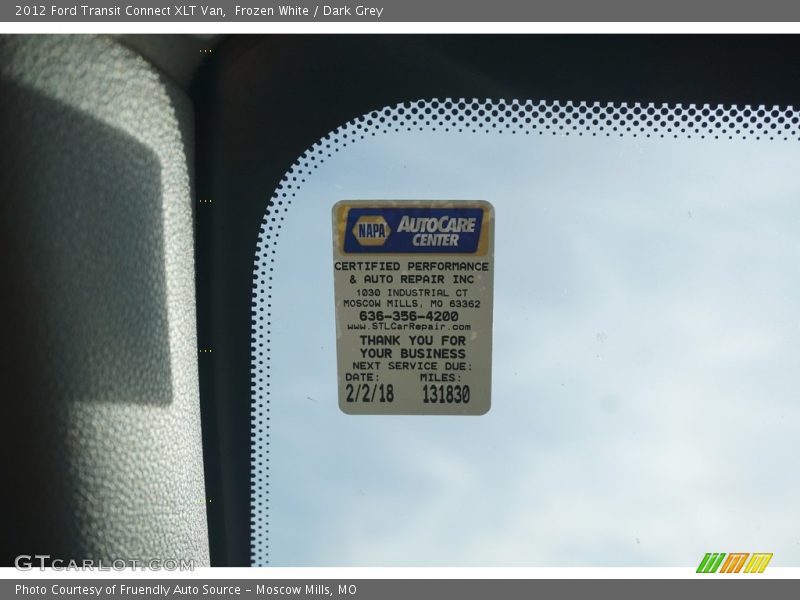 2012 Ford Transit Connect XLT Van,  Frozen White / Dark Grey
NAPA AUTOCARE
CENTER
CERTIFIED PERFORMANCE
& AUTO REPAIR INC
1030 INDUSTRIAL CT
MOSCOW MILLS, MO 63362
636-356-4200
www.STLCarRepair.com
THANK YOU FOR
YOUR BUSINESS
NEXT SERVICE DUE:
DATE: MILES:
2/2/18 131830
GTCARLOT.COM
Photo Courtesy of Fruendly Auto Source – Moscow Mills, MO